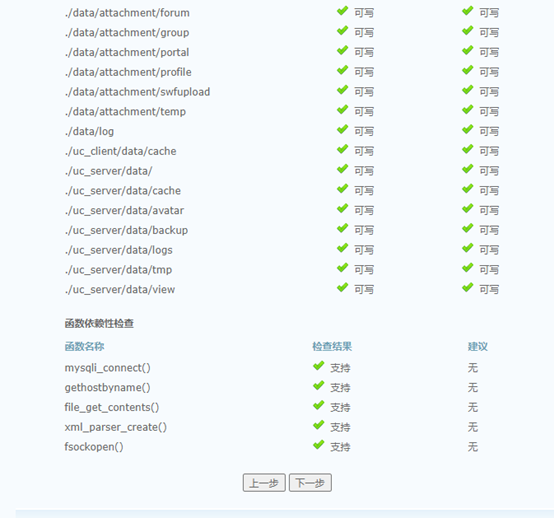 ./data/attachment/forum 可写 可写
./data/attachment/group 可写 可写
./data/attachment/portal 可写 可写
./data/attachment/profile 可写 可写
./data/attachment/swfupload 可写 可写
./data/attachment/temp 可写 可写
./data/log 可写 可写
./uc_client/data/cache 可写 可写
./uc_server/data/ 可写 可写
./uc_server/data/cache 可写 可写
./uc_server/data/avatar 可写 可写
./uc_server/data/backup 可写 可写
./uc_server/data/logs 可写 可写
./uc_server/data/tmp 可写 可写
./uc_server/data/view 可写 可写
函数依赖性检查
函数名称 检查结果 建议
mysqli_connect() 支持 无
gethostbyname() 支持 无
file_get_contents() 支持 无
xml_parser_create() 支持 无
fsockopen() 支持 无
上一步 下一步